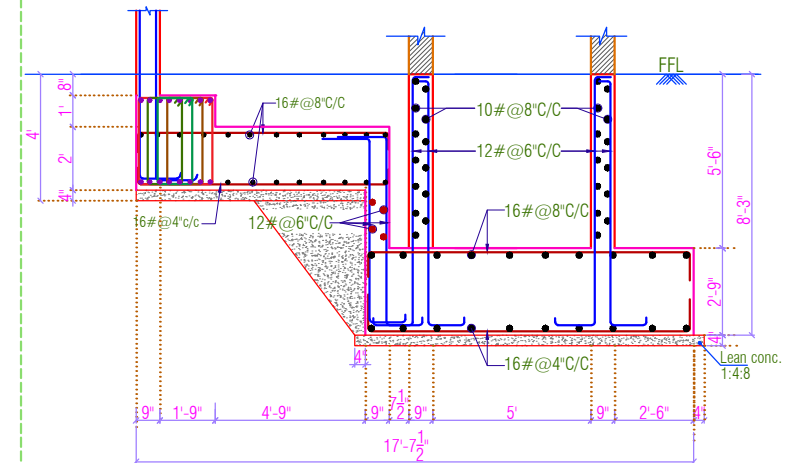 FFL
16#@8"C/C
10#@8"C/C
12#@6"C/C
16#@4"c/c
12#@6"C/C
16#@8"C/C
16#@4"C/C
Lean conc.
1:4:8
8"
1'
2'
4"
4'
5'-6"
8'-3"
2'-9"
4"
4"
9"
1'-9"
4'-9"
9"
7 1/2"
9"
5'
9"
2'-6"
4"
17'-7 1/2"